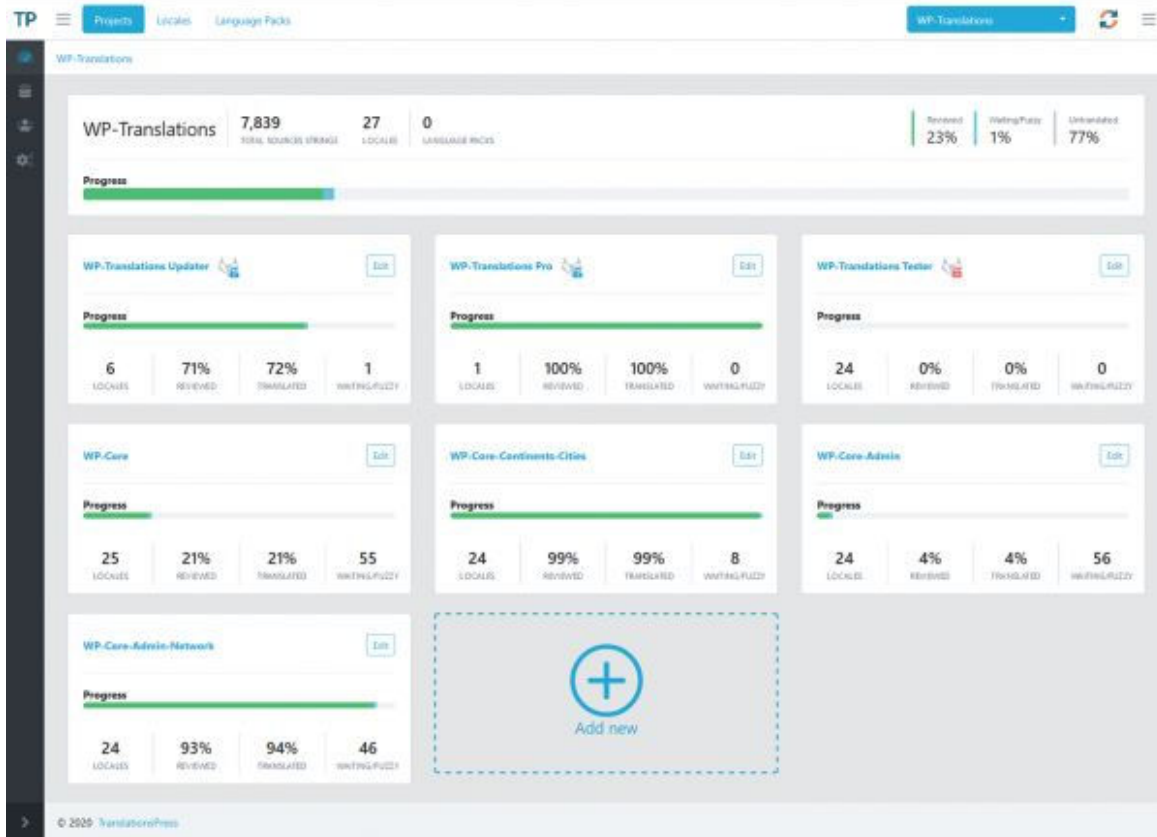 TP Projects Locales Language Packs WP-Translations
WP-Translations
WP-Translations 7,839 27 0 Reviewed Waiting/Fuzzy Untranslated
TOTAL SOURCES STRINGS LOCALES LANGUAGE PACKS 23% 1% 77%
Progress
WP-Translations Updater Edit WP-Translations Pro Edit WP-Translations Tester Edit
Progress Progress Progress
6 71% 72% 1 1 100% 100% 0 24 0% 0% 0
LOCALES REVIEWED TRANSLATED WAITING/FUZZY LOCALES REVIEWED TRANSLATED WAITING/FUZZY LOCALES REVIEWED TRANSLATED WAITING/FUZZY
WP-Core Edit WP-Core-Continents-Cities Edit WP-Core-Admin Edit
Progress Progress Progress
25 21% 21% 55 24 99% 99% 8 24 4% 4% 56
LOCALES REVIEWED TRANSLATED WAITING/FUZZY LOCALES REVIEWED TRANSLATED WAITING/FUZZY LOCALES REVIEWED TRANSLATED WAITING/FUZZY
WP-Core-Admin-Network Edit
Progress
Add new
24 93% 94% 46
LOCALES REVIEWED TRANSLATED WAITING/FUZZY
© 2020 TranslationsPress